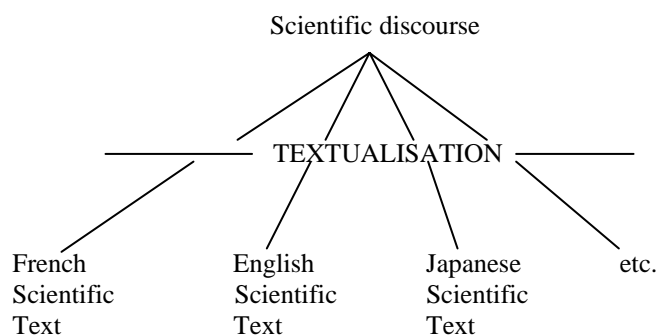 Scientific discourse
TEXTUALISATION
French English Japanese etc.
Scientific Scientific Scientific
Text Text Text